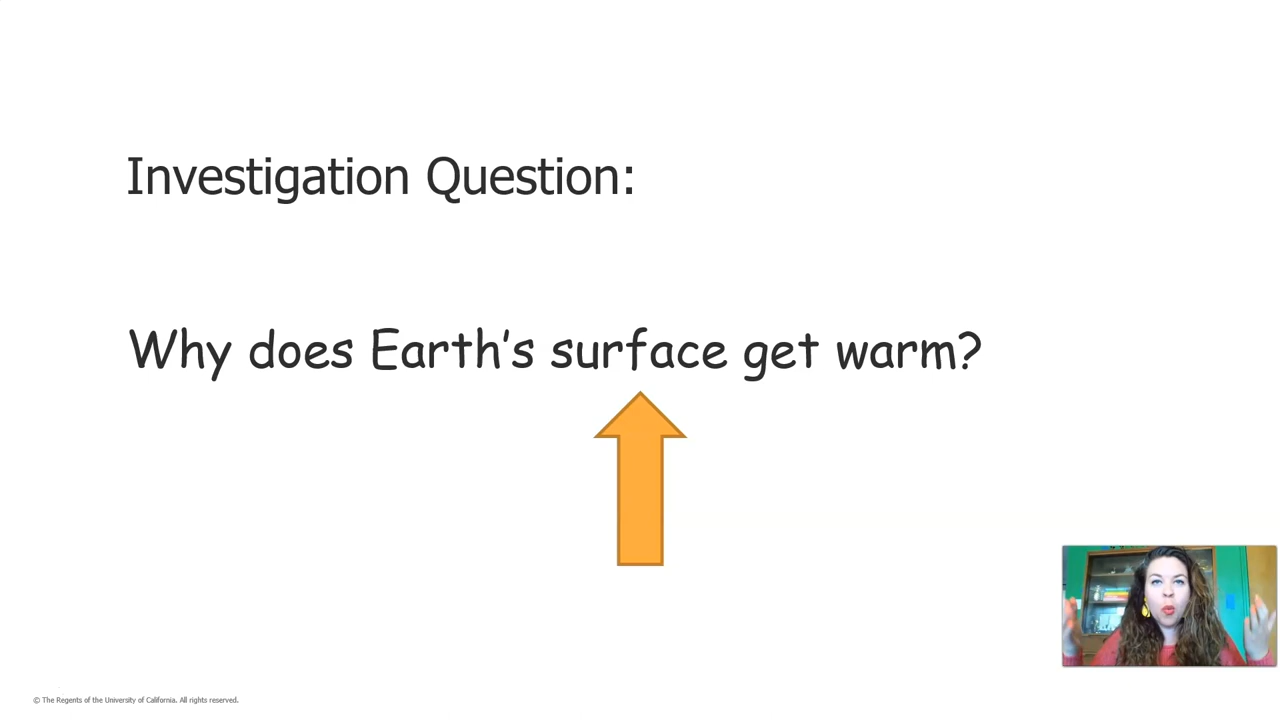 Investigation Question:
Why does Earth's surface get warm?
© The Regents of the University of California. All rights reserved.